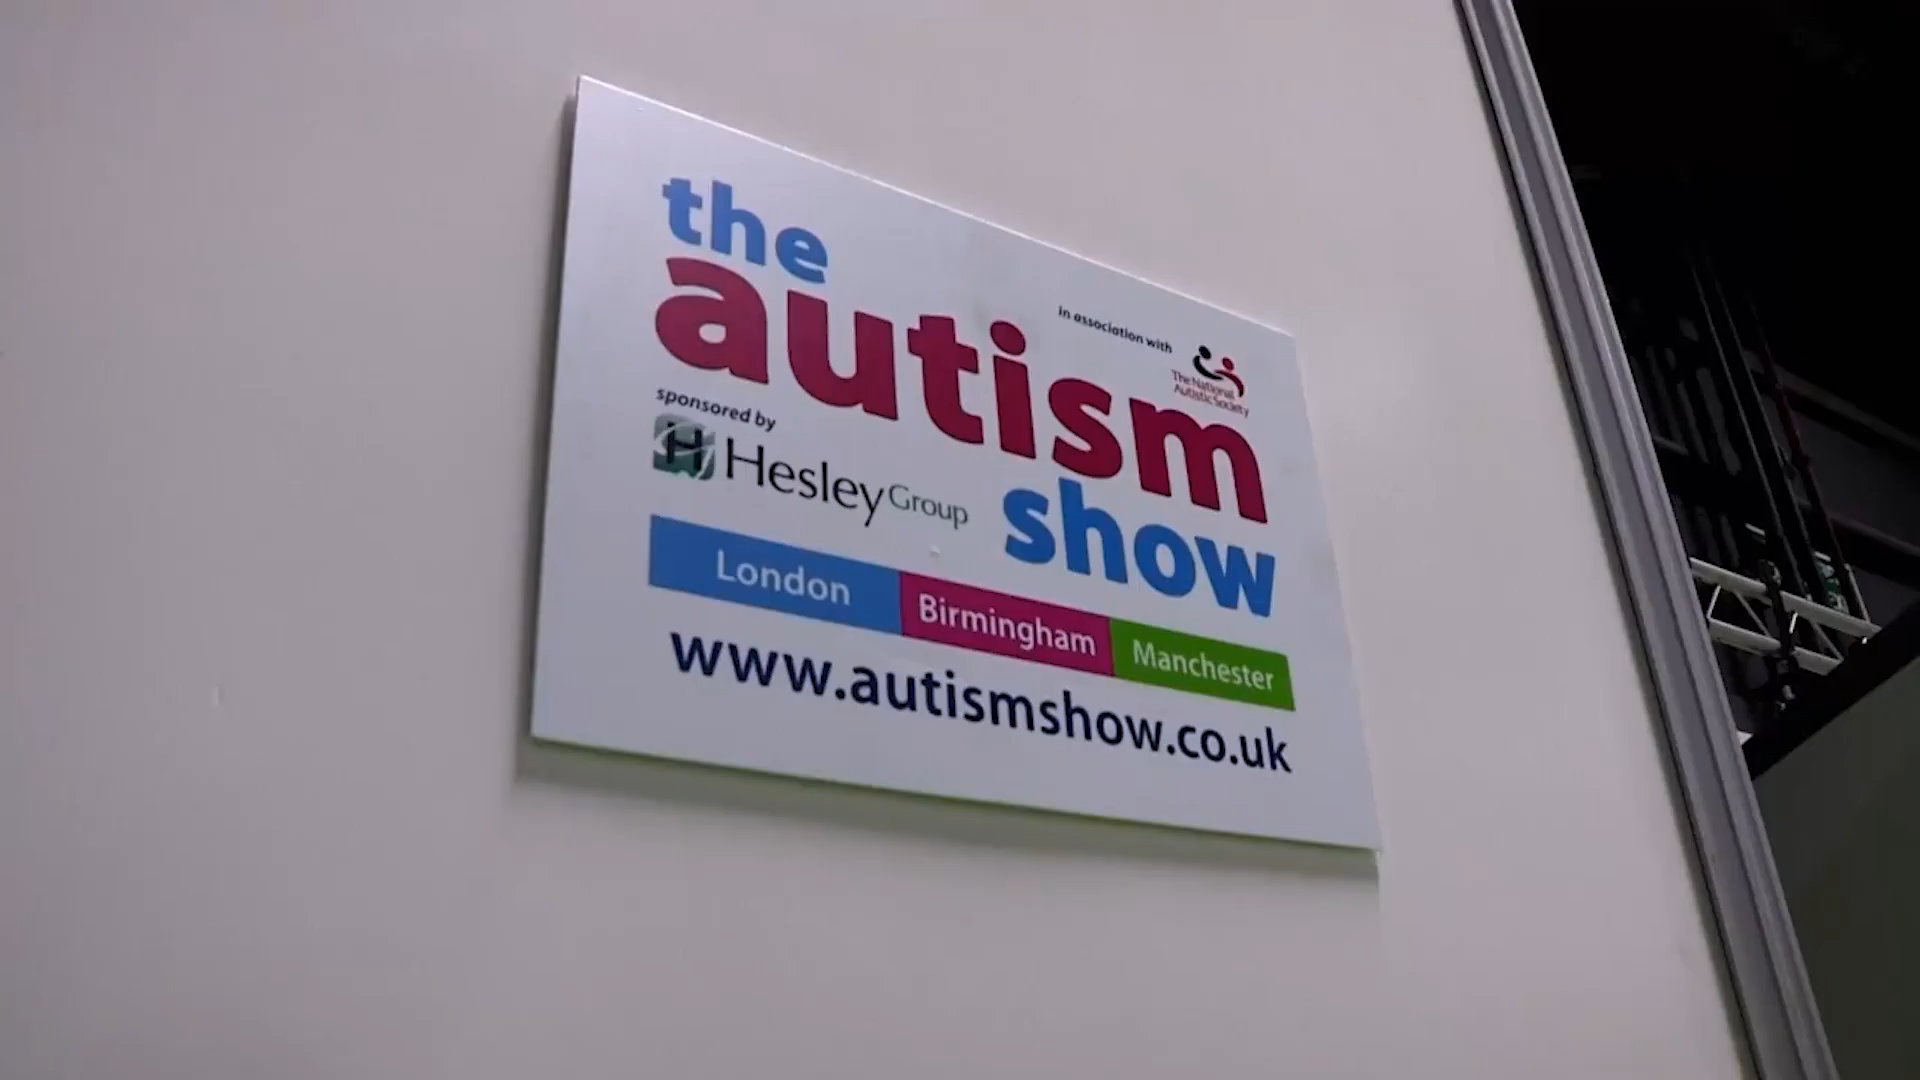 the
autism
show
in association with
The National
Autistic Society
sponsored by
H Hesley Group
London Birmingham Manchester
www.autismshow.co.uk